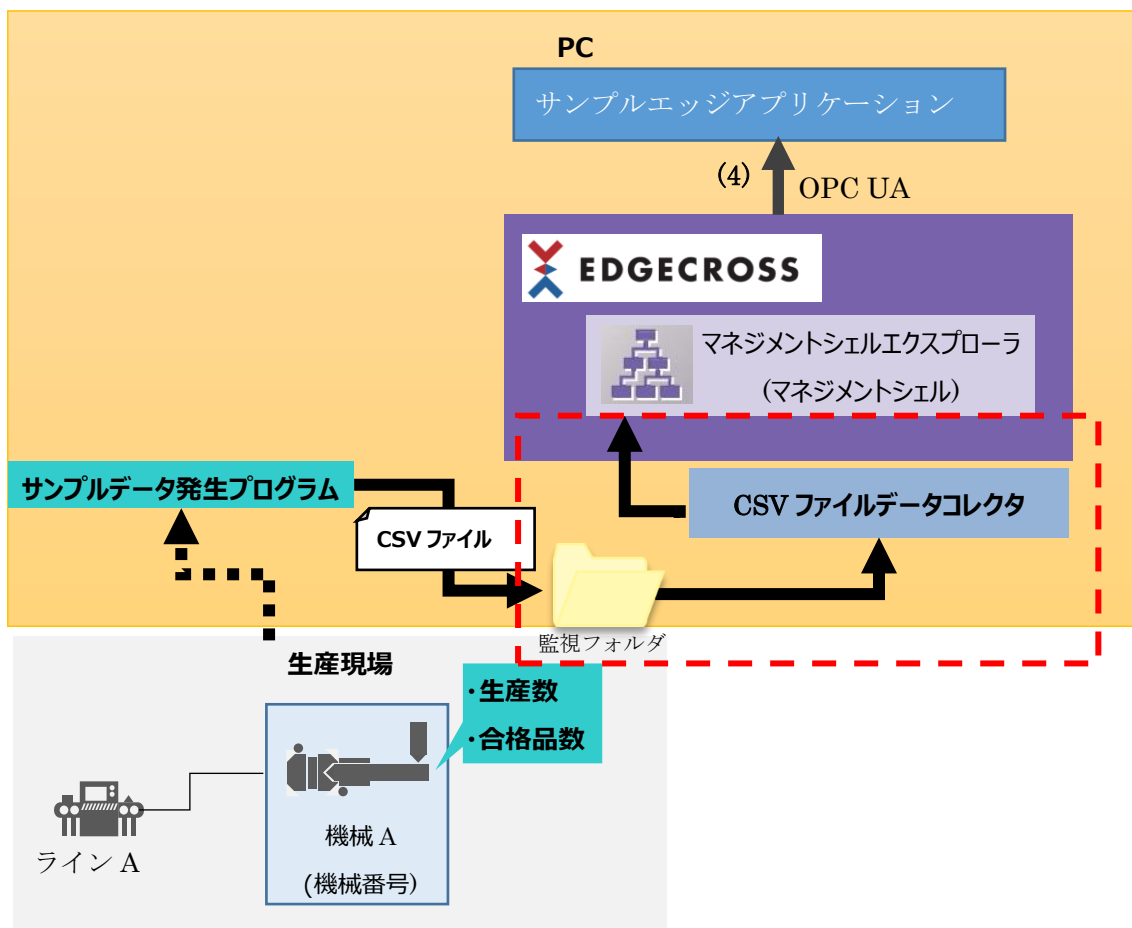 PC
サンプルエッジアプリケーション
(4)
OPC UA
EDGECROSS
マネジメントシェルエクスプローラ
(マネジメントシェル)
サンプルデータ発生プログラム
CSV ファイル
CSV ファイルデータコレクタ
監視フォルダ
生産現場
・生産数
・合格品数
機械 A
(機械番号)
ライン A